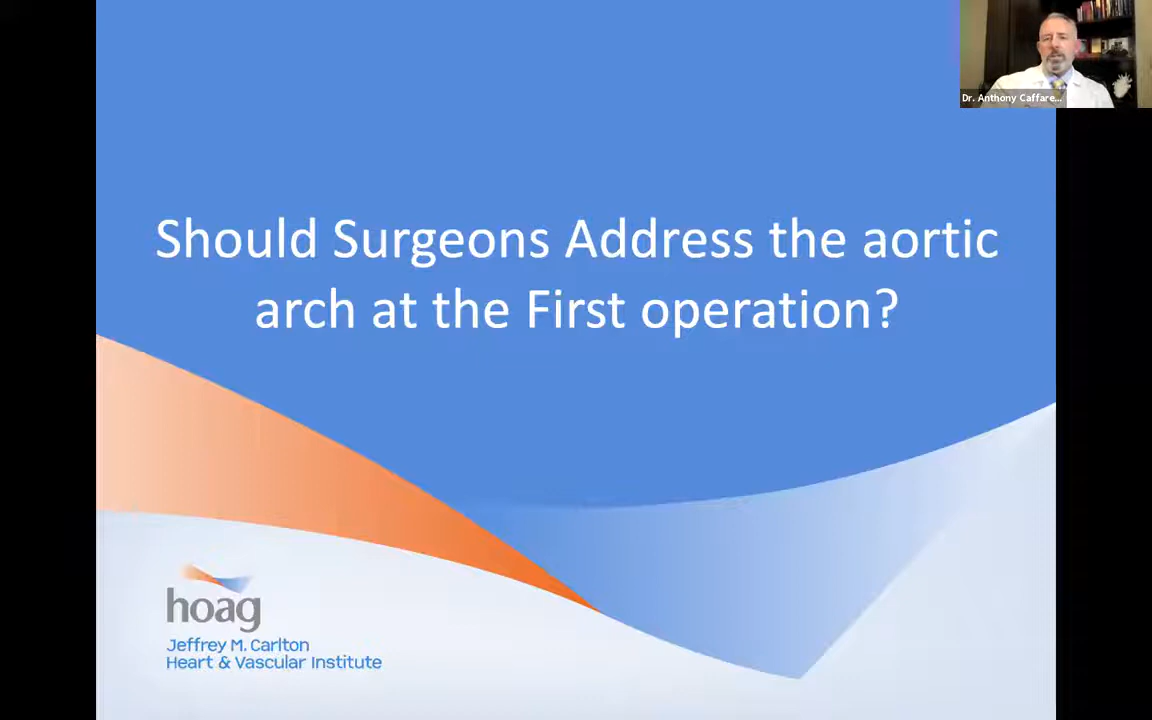 Dr. Anthony Caffare...
Should Surgeons Address the aortic
arch at the First operation?
hoag
Jeffrey M. Carlton
Heart & Vascular Institute